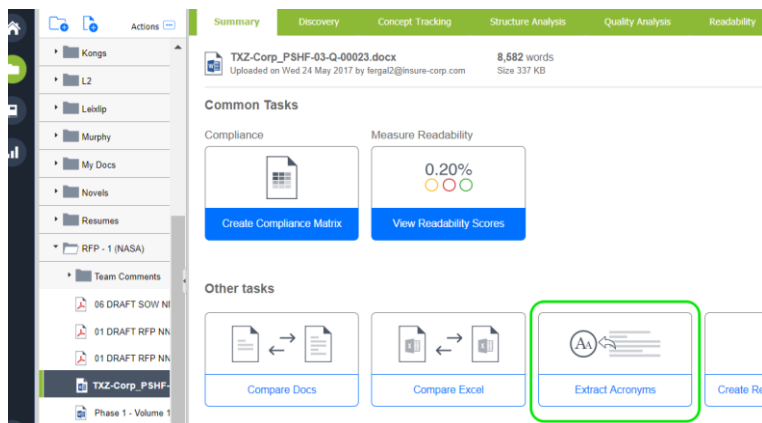 Actions
Kongs
L2
Leixlip
Murphy
My Docs
Novels
Resumes
RFP - 1 (NASA)
Team Comments
06 DRAFT SOW NI
01 DRAFT RFP NN
01 DRAFT RFP NN
TXZ-Corp_PSHF-
Phase 1 - Volume 1
Summary Discovery Concept Tracking Structure Analysis Quality Analysis Readability
TXZ-Corp_PSHF-03-Q-00023.docx 8,582 words
Uploaded on Wed 24 May 2017 by fergal2@insure-corp.com Size 337 KB
Common Tasks
Compliance Measure Readability
0.20%
Create Compliance Matrix View Readability Scores
Other tasks
AA
Compare Docs Compare Excel Extract Acronyms Create Re